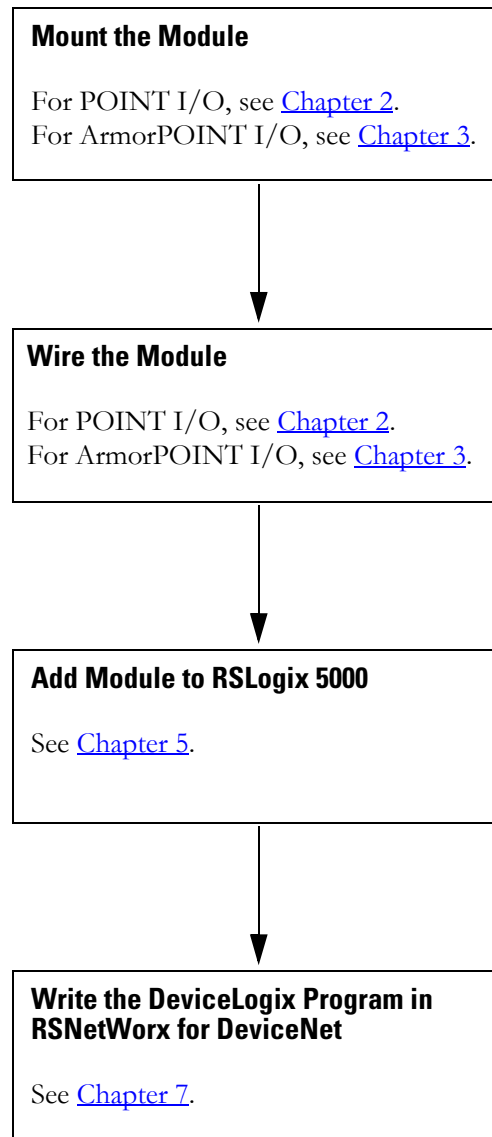 Mount the Module
For POINT I/O, see Chapter 2.
For ArmorPOINT I/O, see Chapter 3.
Wire the Module
For POINT I/O, see Chapter 2.
For ArmorPOINT I/O, see Chapter 3.
Add Module to RSLogix 5000
See Chapter 5.
Write the DeviceLogix Program in
RSNetWorx for DeviceNet
See Chapter 7.